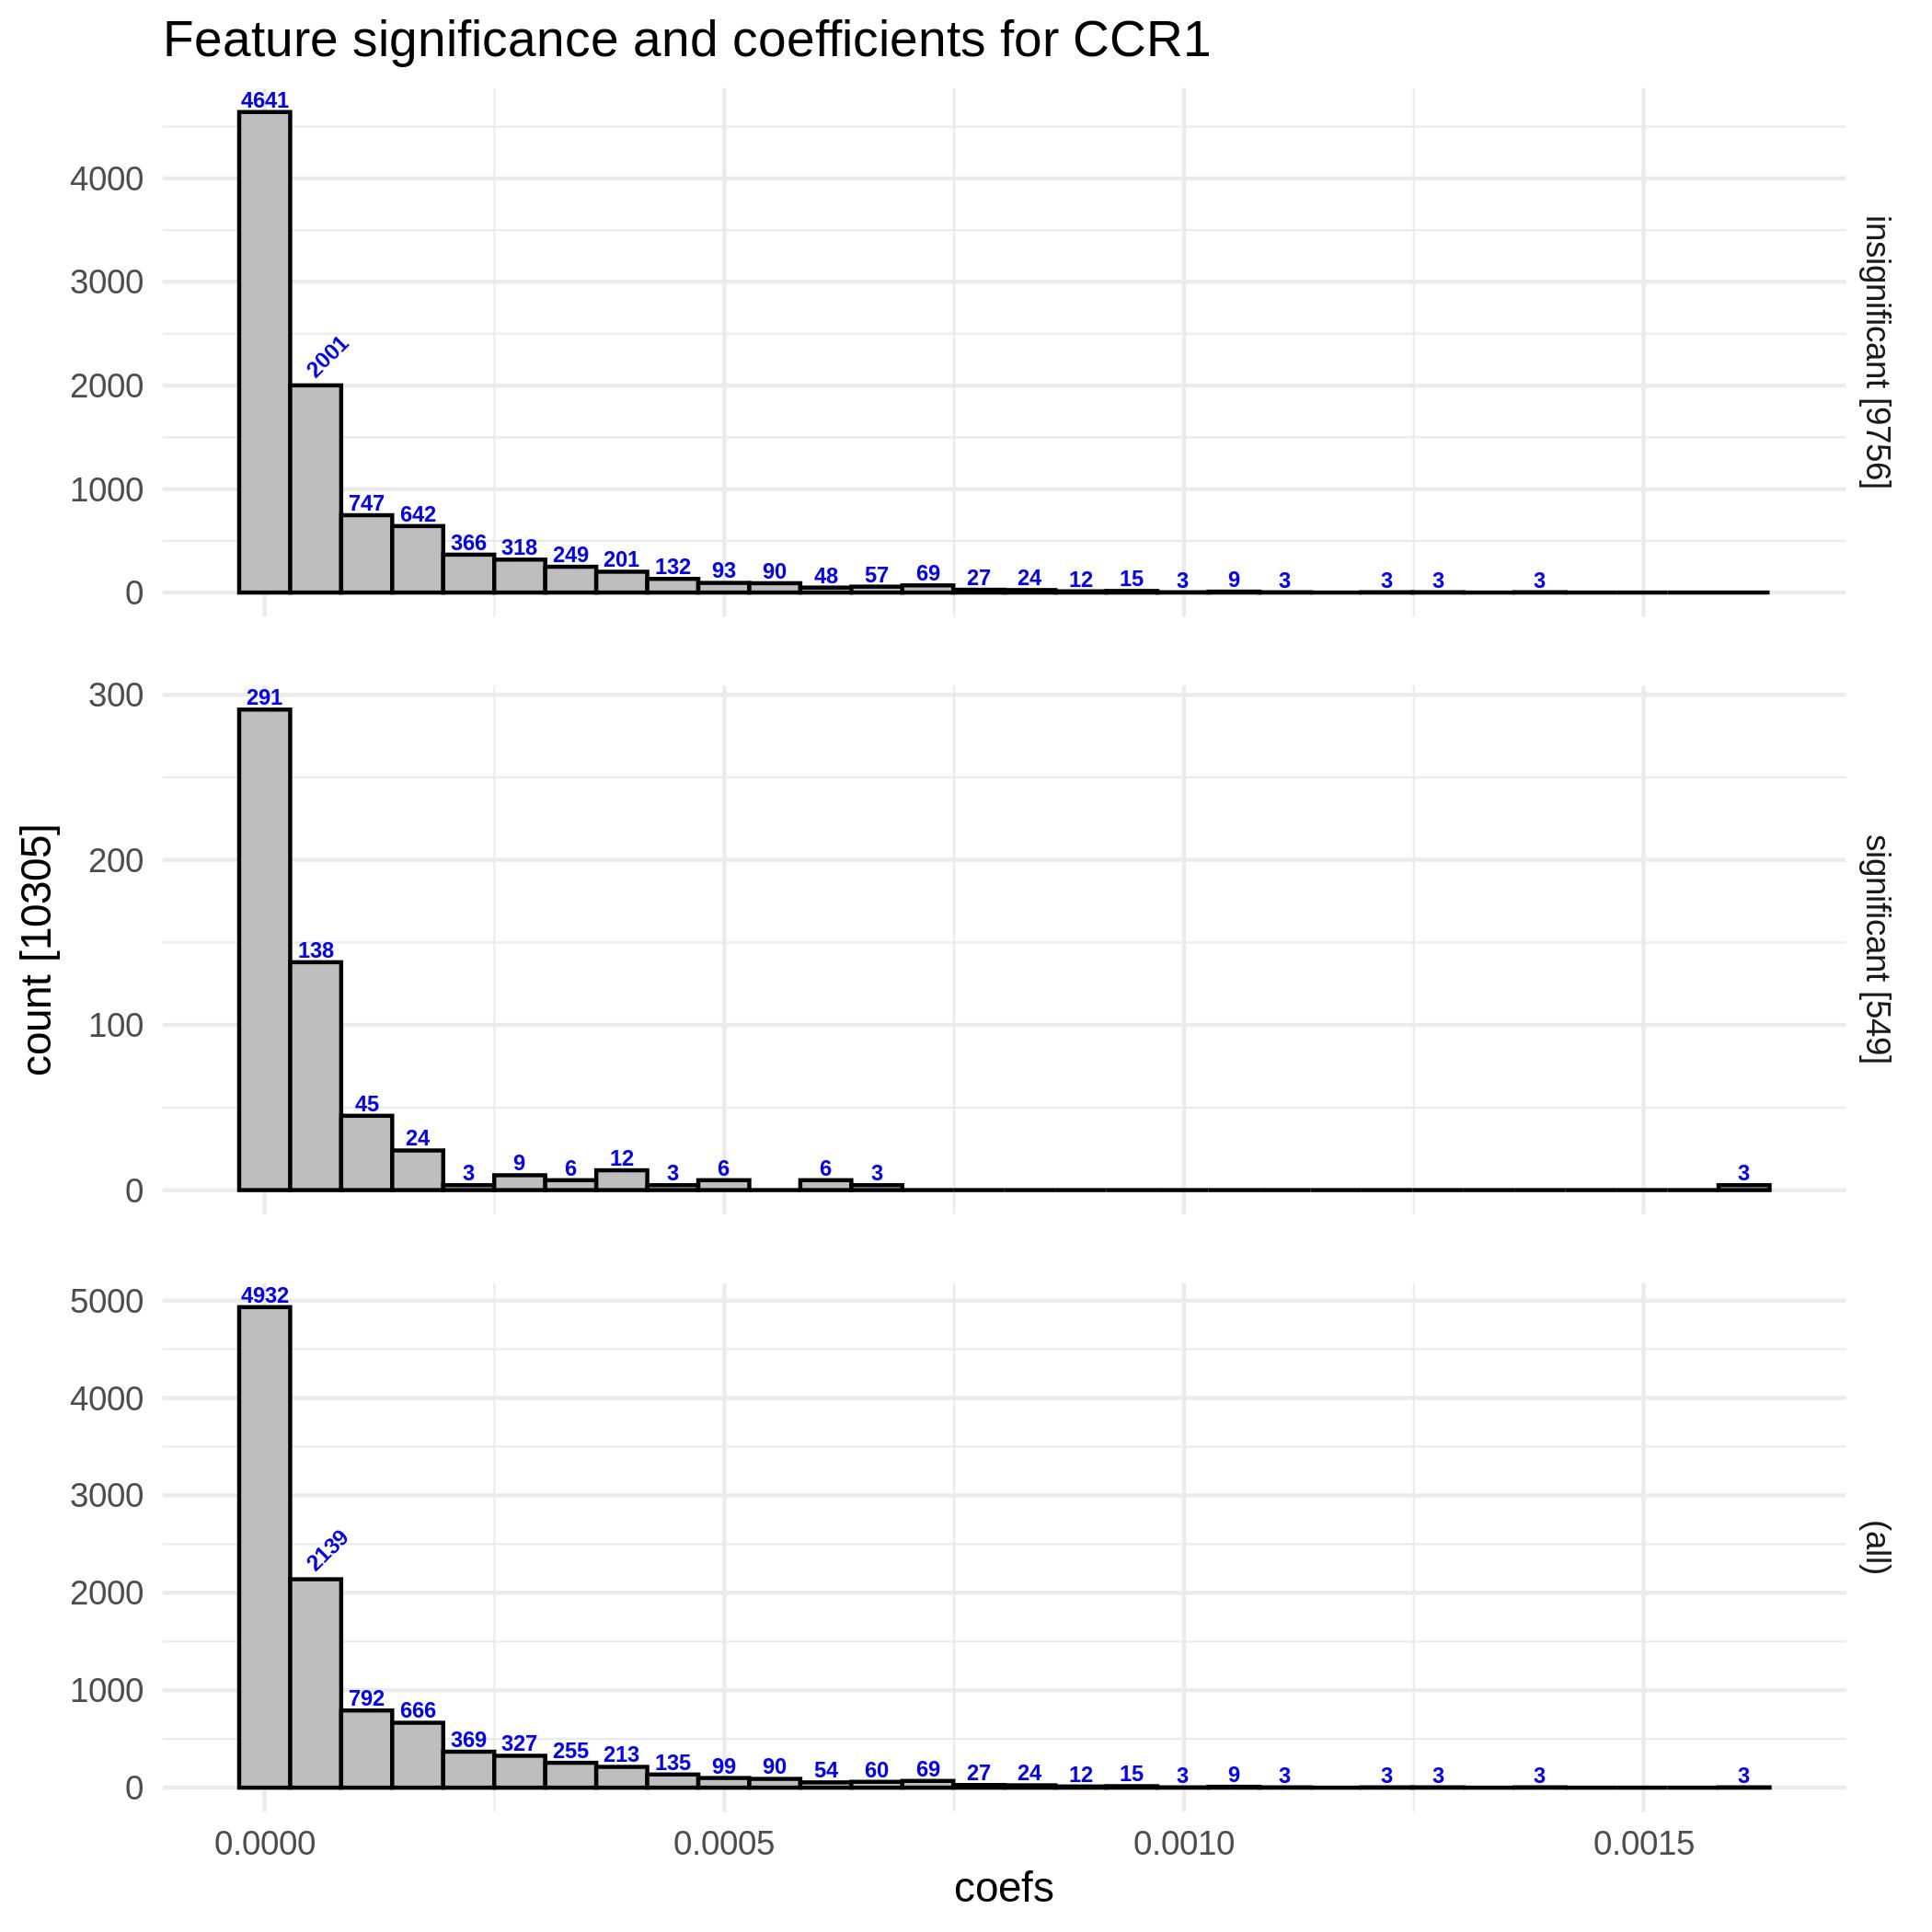 Feature significance and coefficients for CCR1
4641
4000
3000
2001
2000
1000
747 642 366 318 249 201 132 93 90 48 57 69 27 24 12 15 3 9 3 3 3 3
0
insignificant [9756]
count [10305]
300
291
200
138
100
45
24
3 9 6 12 3 6 6 3 3
0
significant [549]
5000
4932
4000
3000
2139
2000
1000
792 666 369 327 255 213 135 99 90 54 60 69 27 24 12 15 3 9 3 3 3 3 3
0
(all)
0.0000 0.00005 0.0010 0.0015
coefs